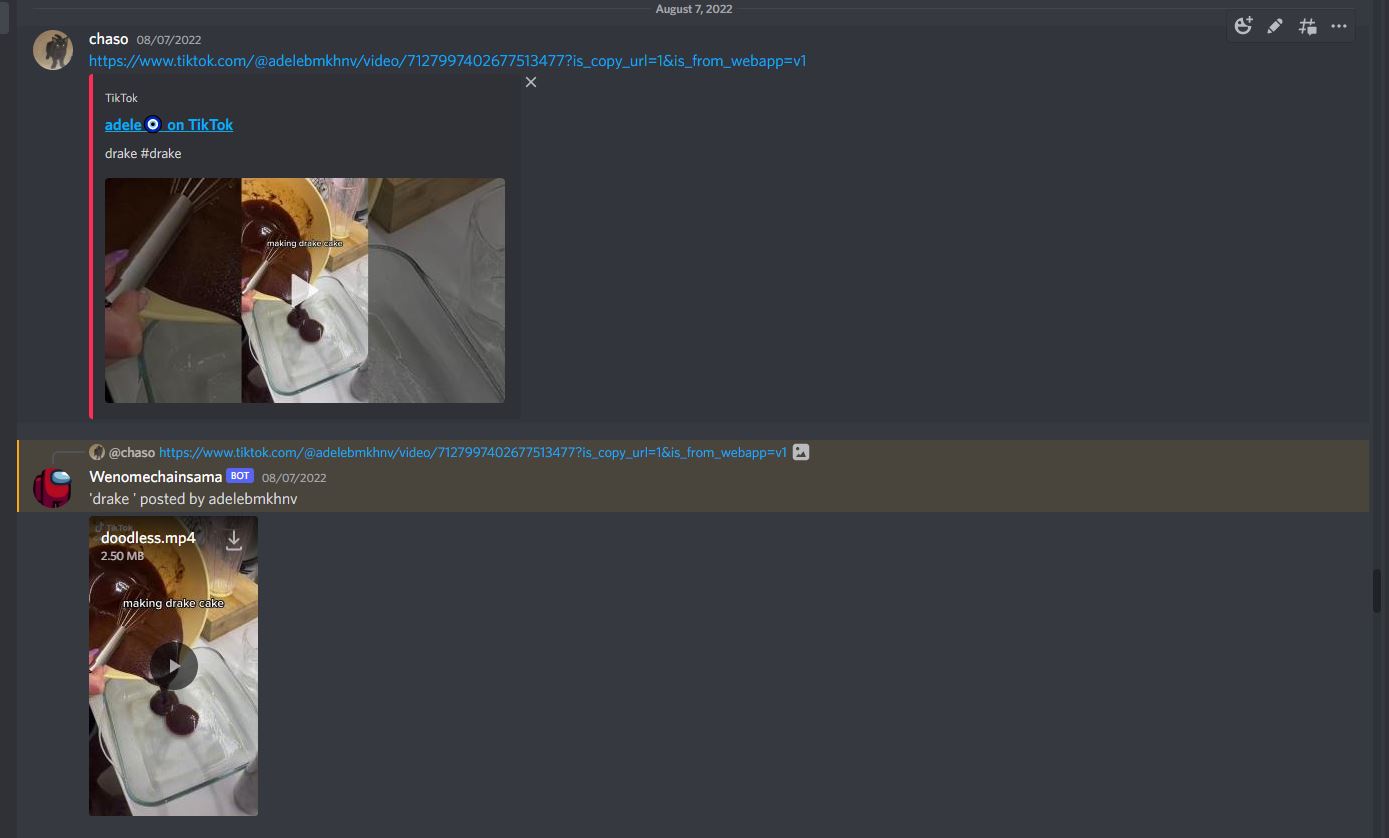 August 7, 2022
chaso 08/07/2022
https://www.tiktok.com/@adelebmkhnv/video/7127997402677513477?is_copy_url=1&is_from_webapp=v1
TikTok
adele🧿 on TikTok
drake #drake
making drake cake
@chaso https://www.tiktok.com/@adelebmkhnv/video/7127997402677513477?is_copy_url=1&is_from_webapp=v1
Wenomechainsama BOT 08/07/2022
'drake ' posted by adelebmkhnv
TikTok
doodless.mp4
2.50 MB
making drake cake